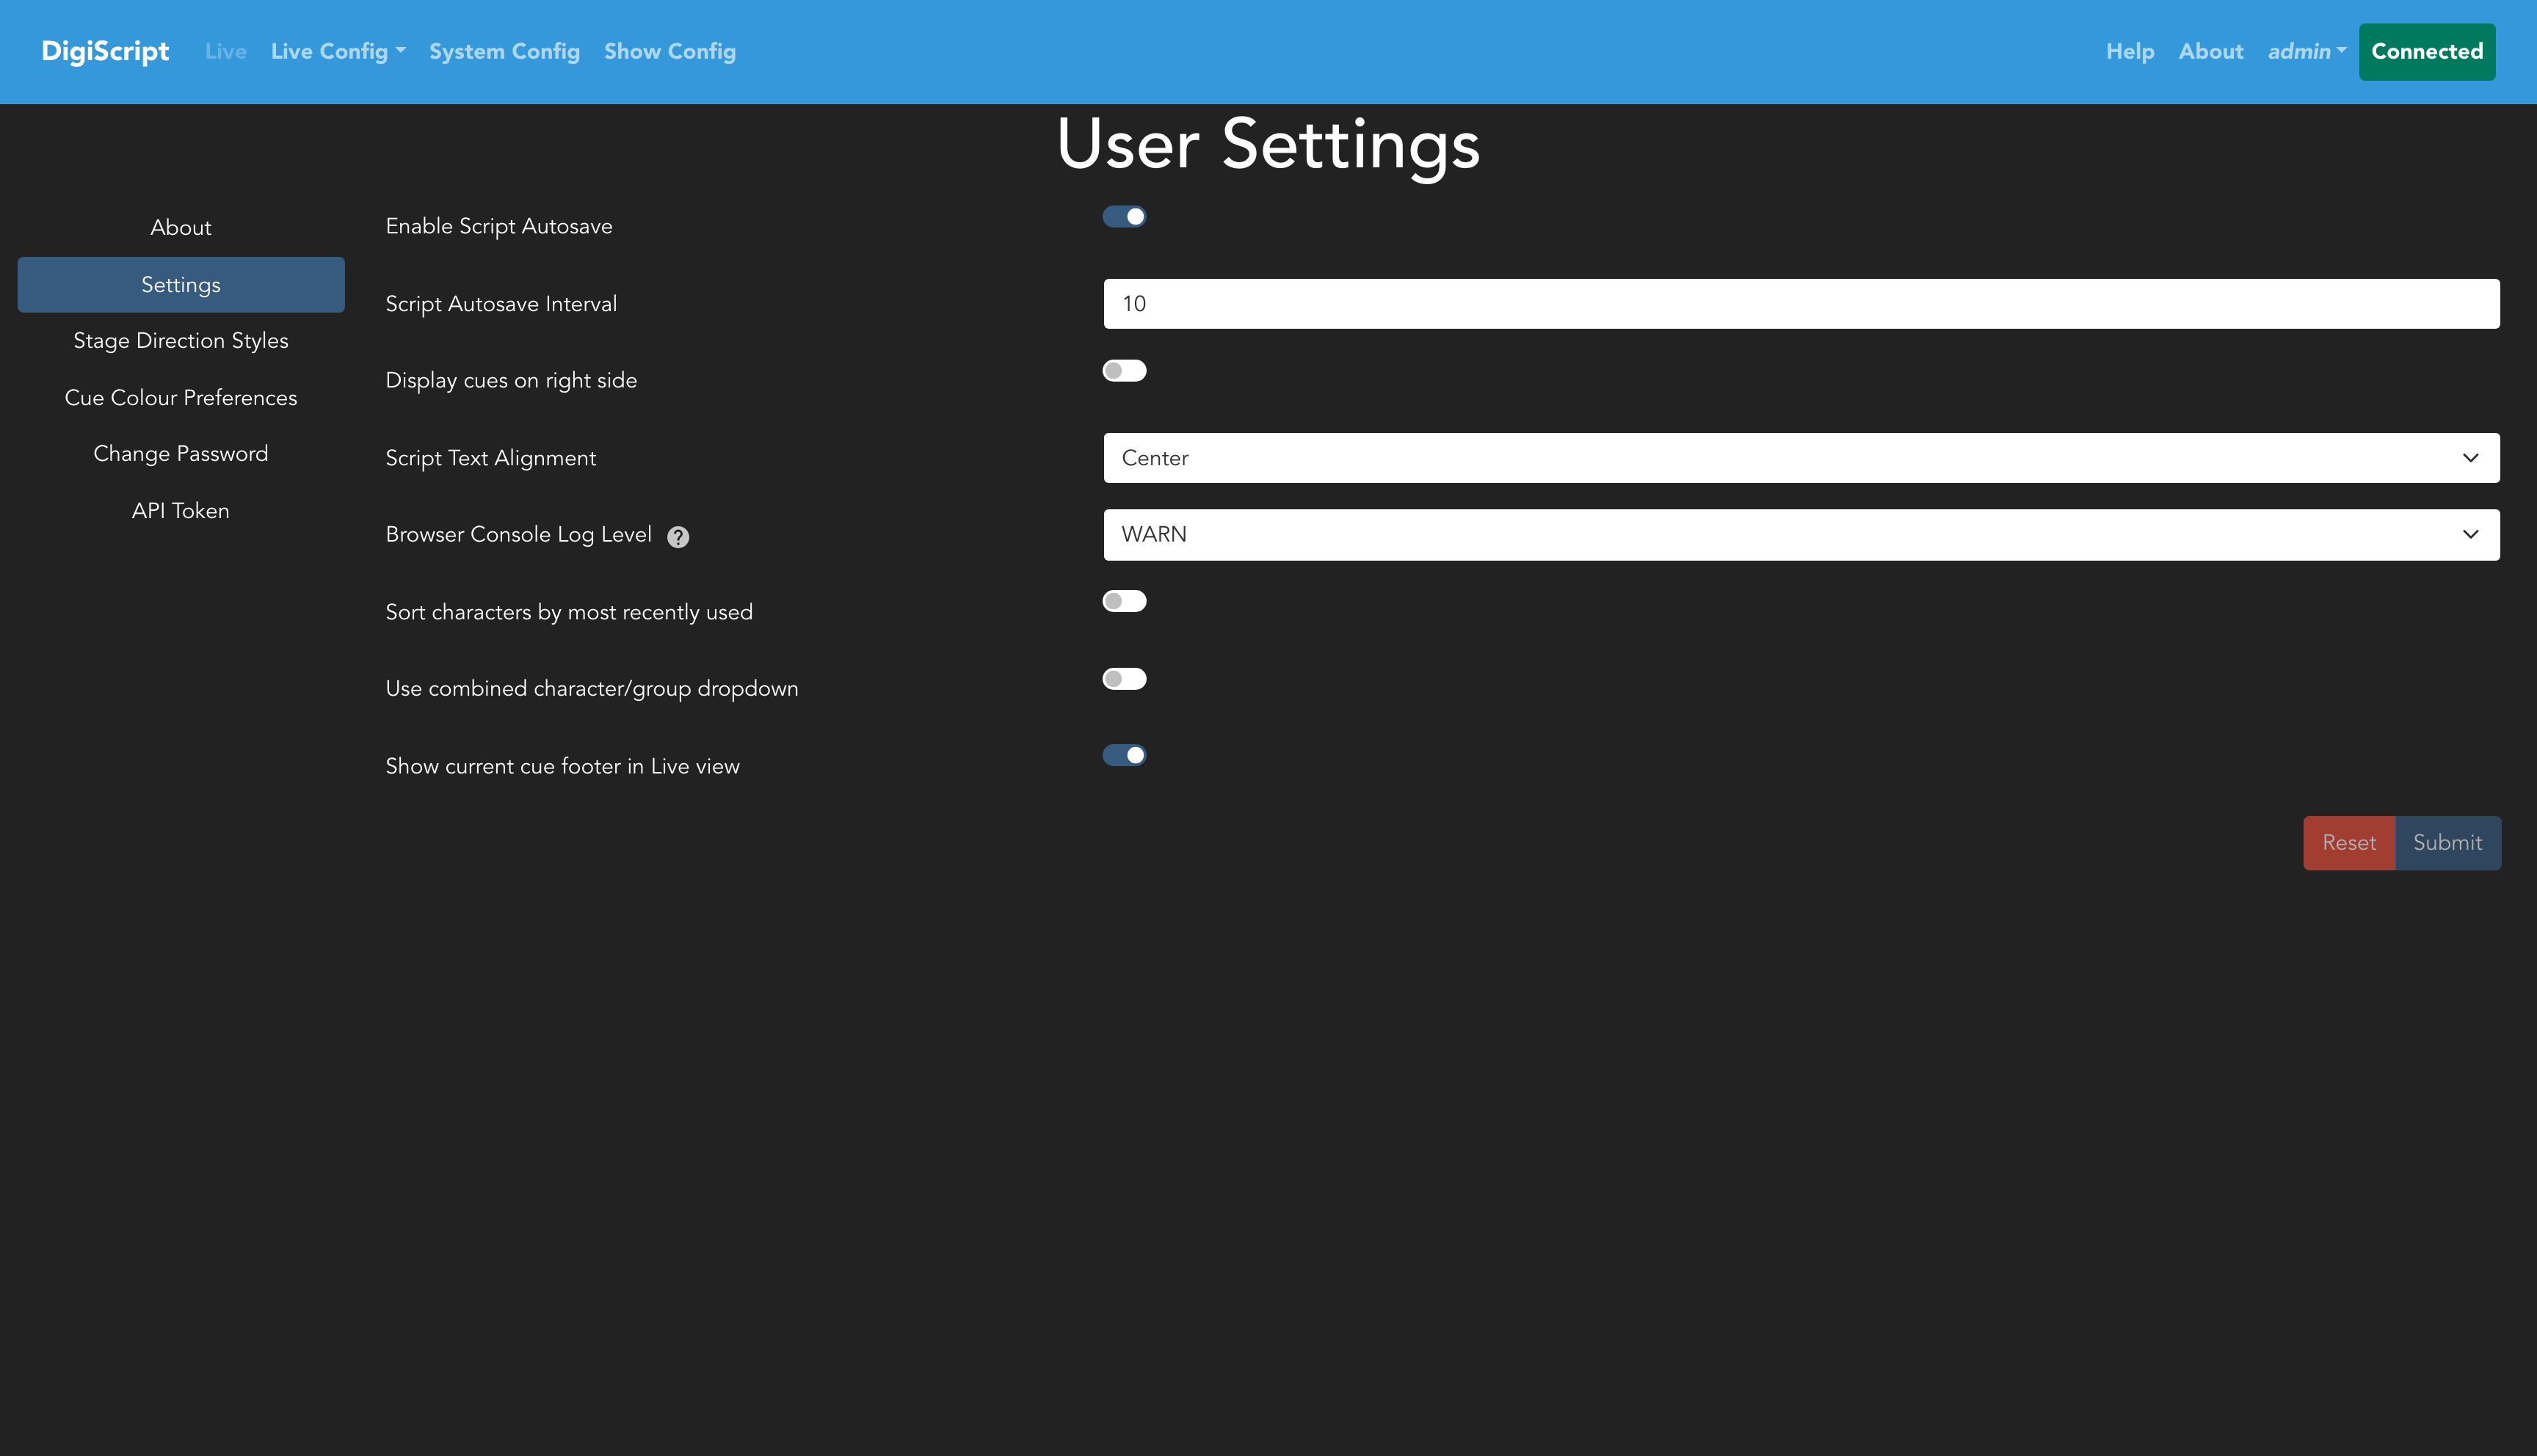 DigiScript Live Live Config System Config Show Config Help About admin Connected
User Settings
About
Settings
Stage Direction Styles
Cue Colour Preferences
Change Password
API Token
Enable Script Autosave
Script Autosave Interval 10
Display cues on right side
Script Text Alignment Center
Browser Console Log Level ? WARN
Sort characters by most recently used
Use combined character/group dropdown
Show current cue footer in Live view
Reset Submit